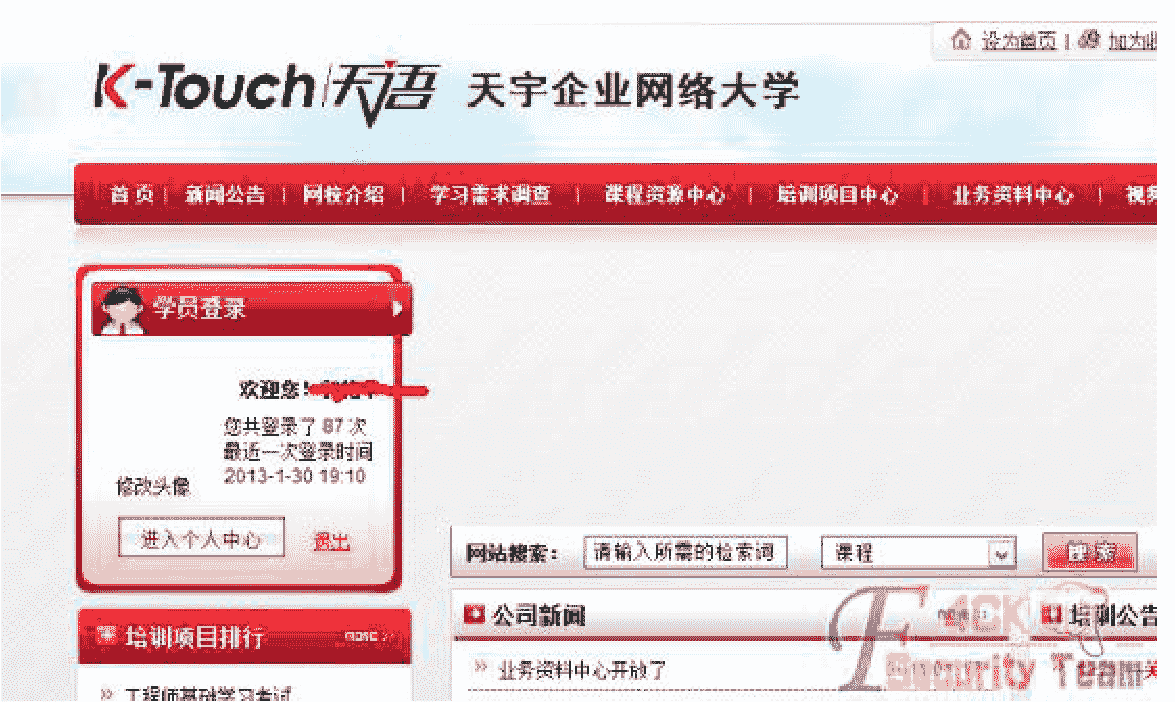 设为首页 |
K-Touch 天语 天宇企业网络大学
首 页 | 新闻公告 | 网校介绍 | 学习需求调查 | 课程资源中心 | 培训项目中心 | 业务资料中心 |
学员登录
欢迎您!
您共登录了 87 次
最近一次登录时间
2013-1-30 19:10
修改头像
进入个人中心 退出
网站搜索: 请输入所需的检索词 课程 搜索
公司新闻 培训公告
培训项目排行 MORE
» 业务资料中心开放了
» 工程师基础学习考试
F4CK
Security Team